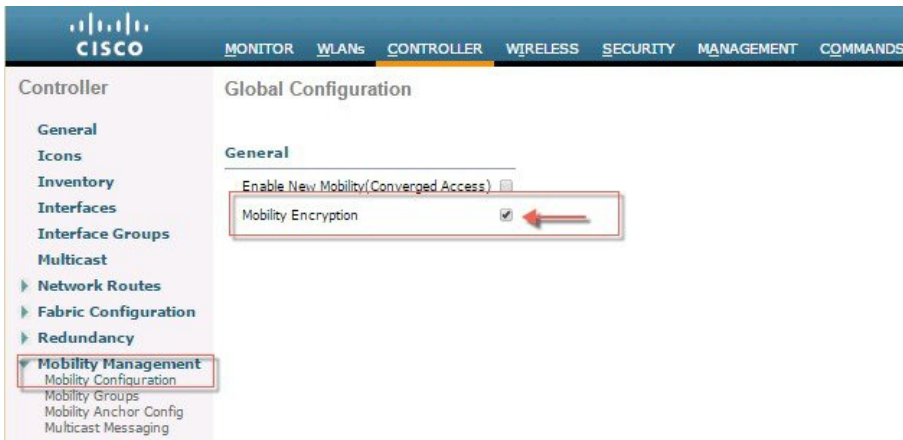 CISCO
MONITOR WLANs CONTROLLER WIRELESS SECURITY MANAGEMENT COMMANDS
Controller
General
Icons
Inventory
Interfaces
Interface Groups
Multicast
Network Routes
Fabric Configuration
Redundancy
Mobility Management
Mobility Configuration
Mobility Groups
Mobility Anchor Config
Multicast Messaging
Global Configuration
General
Enable New Mobility(Converged Access)
Mobility Encryption